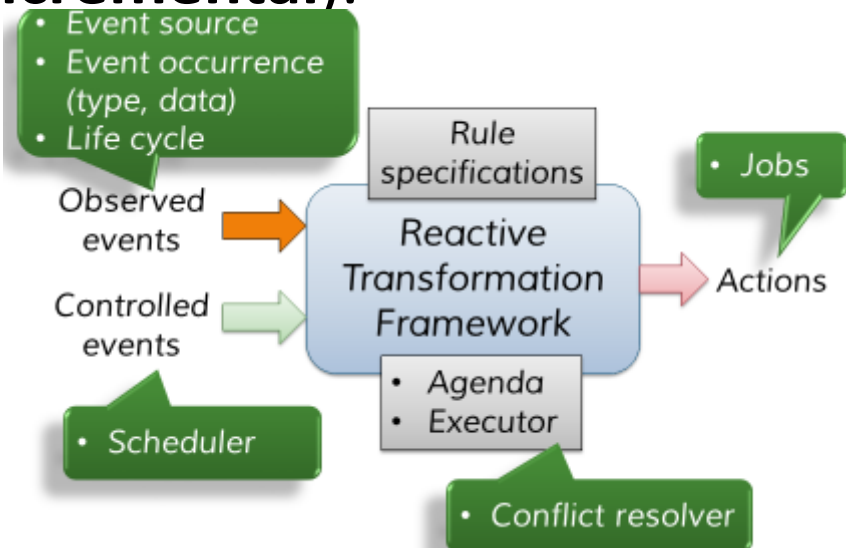 cremental).
• Event source
• Event occurrence
(type, data)
• Life cycle
Rule
specifications
• Jobs
Observed
events
Reactive
Transformation
Framework
Actions
Controlled
events
• Agenda
• Executor
• Scheduler
• Conflict resolver